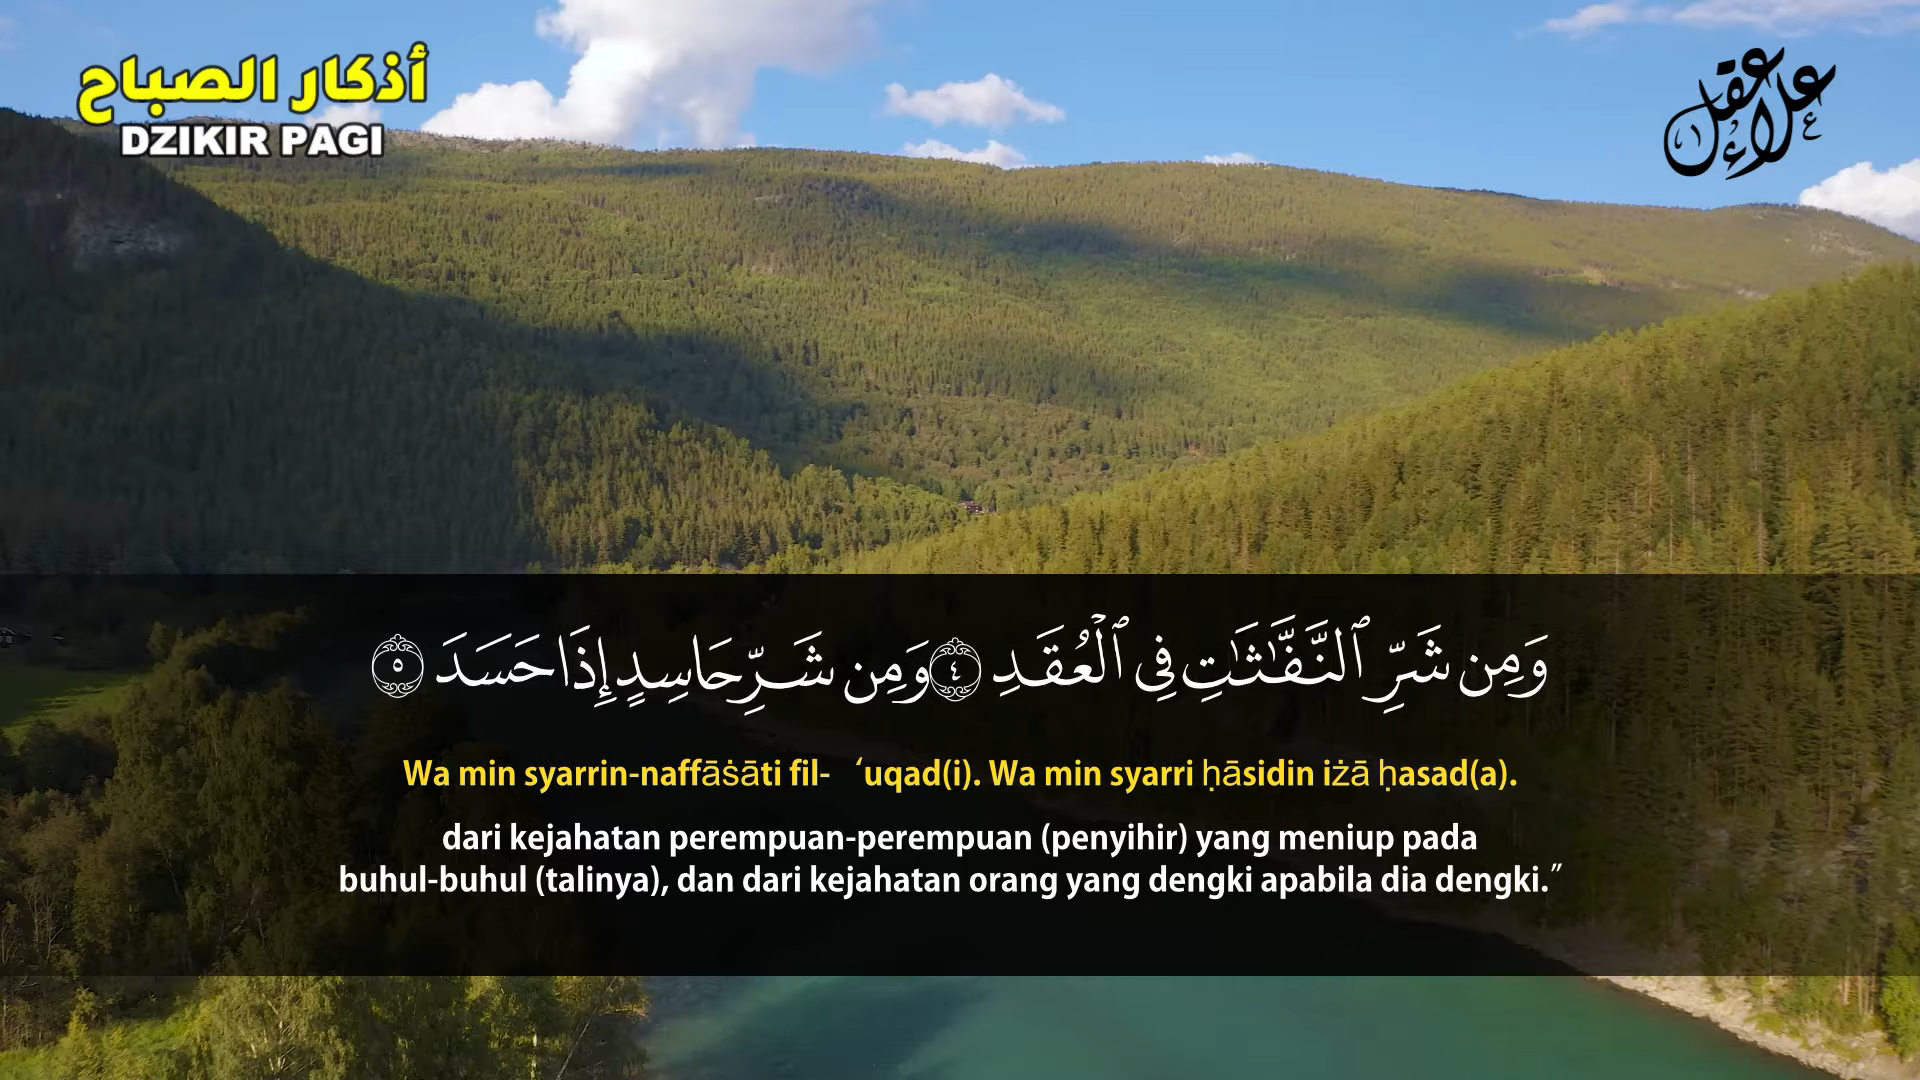 أذكار الصباح
DZIKIR PAGI
علاء عقل
وَمِن شَرِّ ٱلنَّفَّٰثَٰتِ فِى ٱلْعُقَدِ ٤ وَمِن شَرِّ حَاسِدٍ إِذَا حَسَدَ ٥
Wa min syarrin-naffāṡāti fil- ‘uqad(i). Wa min syarri ḥāsidin iżā ḥasad(a).
dari kejahatan perempuan-perempuan (penyihir) yang meniup pada
buhul-buhul (talinya), dan dari kejahatan orang yang dengki apabila dia dengki.”